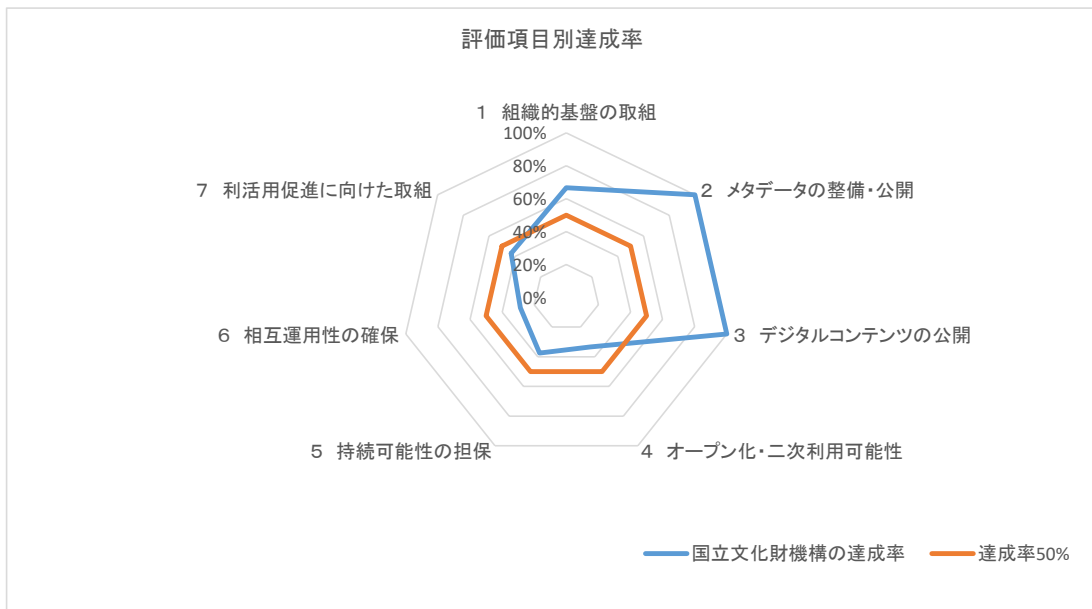 評価項目別達成率
1 組織的基盤の取組
100%
80%
60%
40%
20%
0%
2 メタデータの整備・公開
3 デジタルコンテンツの公開
4 オープン化・二次利用可能性
5 持続可能性の担保
6 相互運用性の確保
7 利活用促進に向けた取組
国立文化財機構の達成率
達成率50%